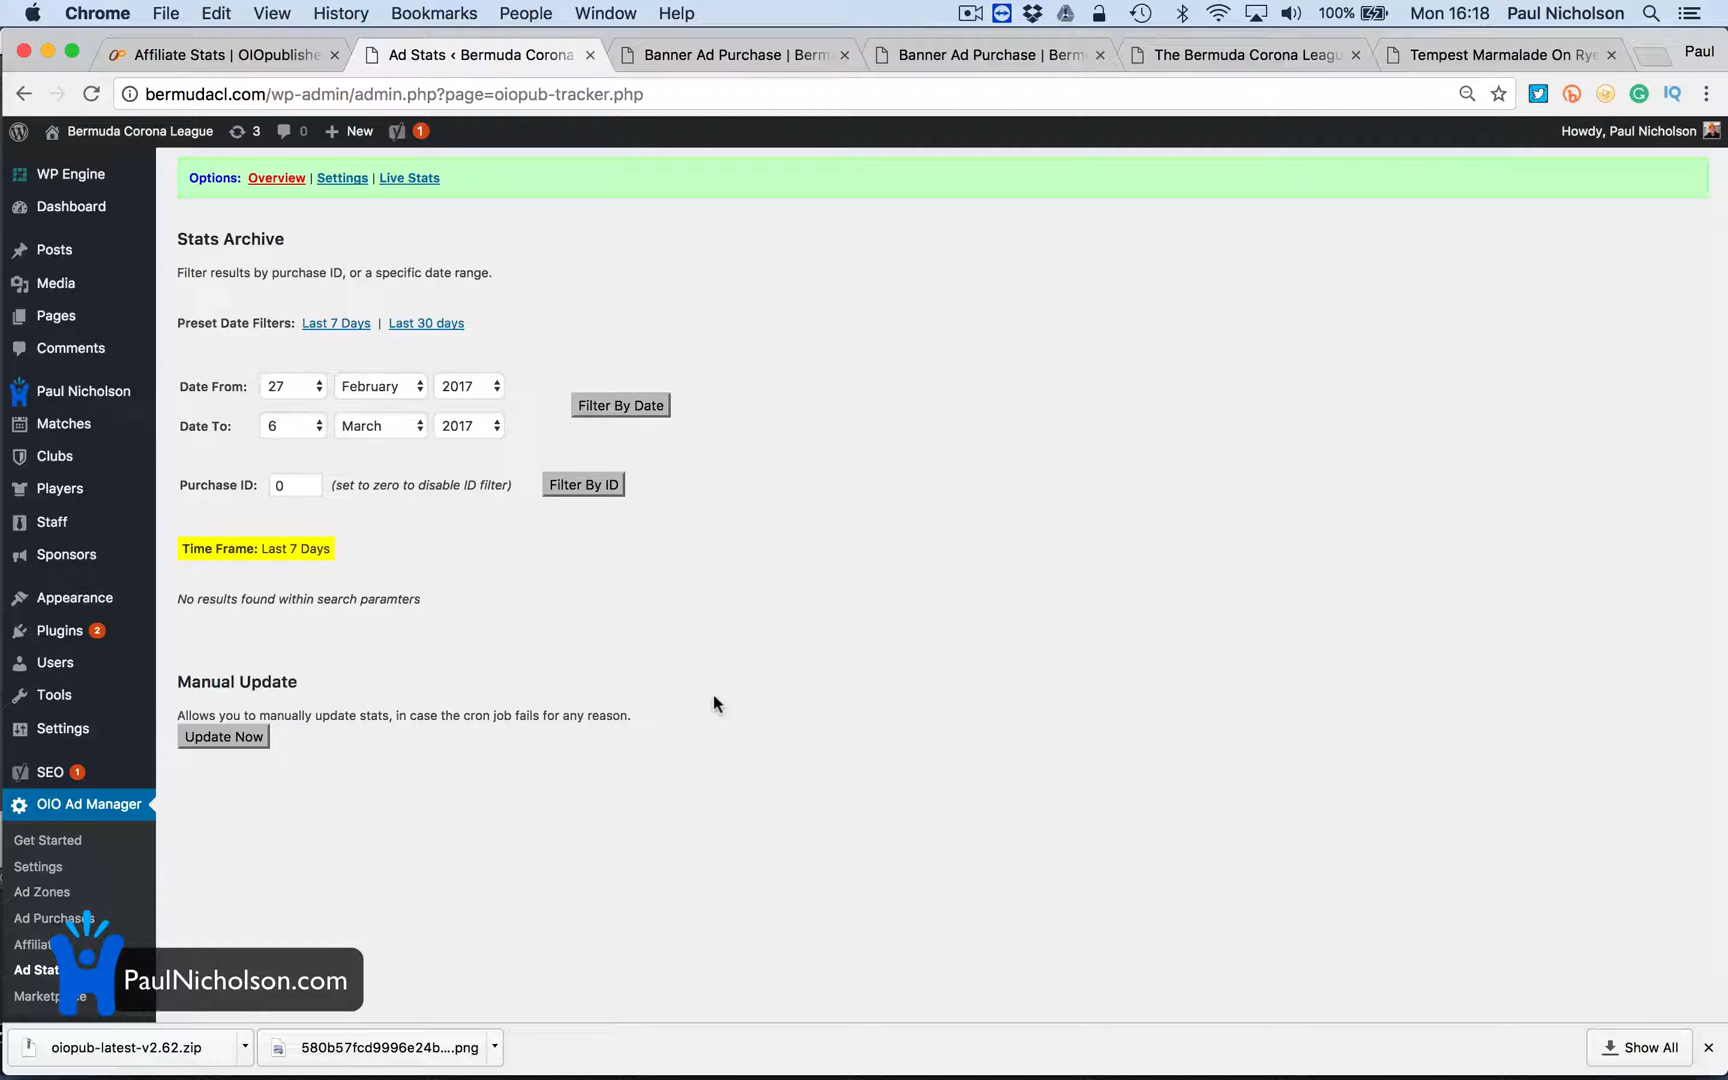 Chrome File Edit View History Bookmarks People Window Help 100% Mon 16:18 Paul Nicholson
Affiliate Stats | OIOpublishe Ad Stats ‹ Bermuda Corona Banner Ad Purchase | Berm Banner Ad Purchase | Berm The Bermuda Corona Leagu Tempest Marmalade On Rye Paul
bermudacl.com/wp-admin/admin.php?page=oiopub-tracker.php
Bermuda Corona League 3 0 New 1 Howdy, Paul Nicholson
WP Engine
Dashboard
Posts
Media
Pages
Comments
Paul Nicholson
Matches
Clubs
Players
Staff
Sponsors
Appearance
Plugins 2
Users
Tools
Settings
SEO 1
OIO Ad Manager
Get Started
Settings
Ad Zones
Ad Purchases
Affiliat
Ad Stat
Marketplace
Options: Overview | Settings | Live Stats
Stats Archive
Filter results by purchase ID, or a specific date range.
Preset Date Filters: Last 7 Days | Last 30 days
Date From: 27 February 2017
Filter By Date
Date To: 6 March 2017
Purchase ID: 0 (set to zero to disable ID filter) Filter By ID
Time Frame: Last 7 Days
No results found within search paramters
Manual Update
Allows you to manually update stats, in case the cron job fails for any reason.
Update Now
PaulNicholson.com
oiopub-latest-v2.62.zip 580b57fcd9996e24b....png Show All